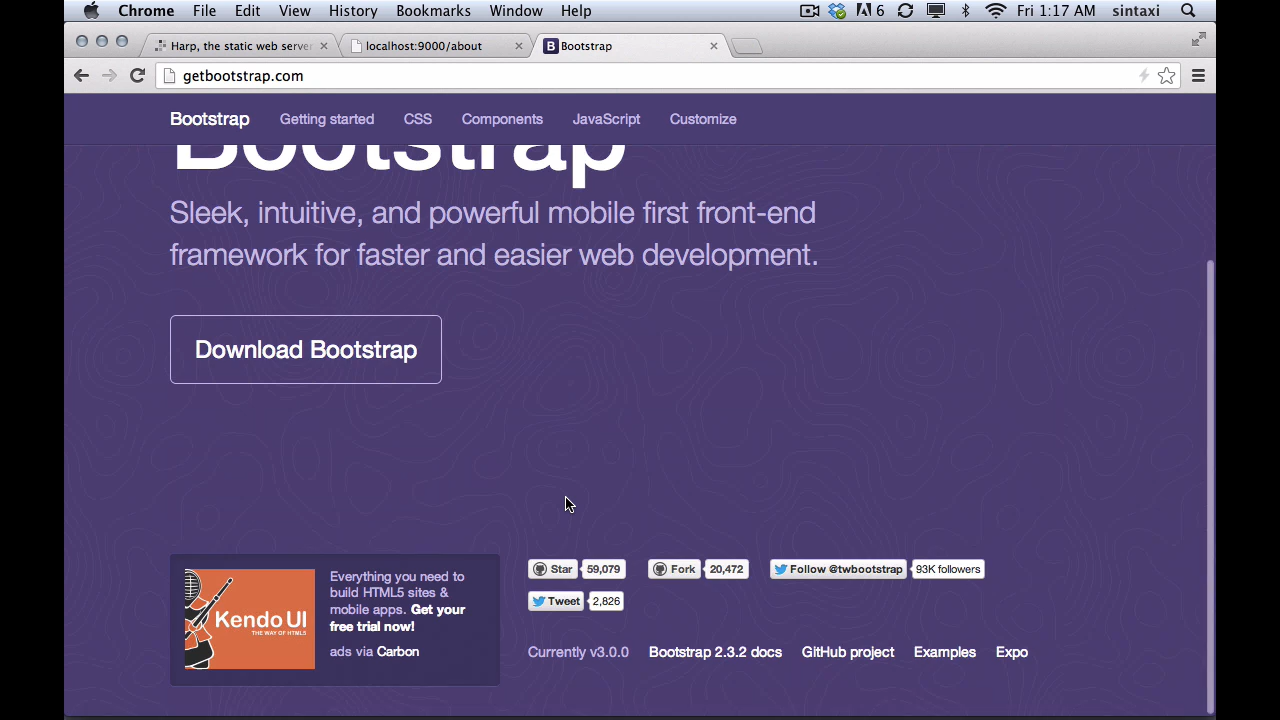 Chrome File Edit View History Bookmarks Window Help 6 Fri 1:17 AM sintaxi
Harp, the static web server localhost:9000/about B Bootstrap
getbootstrap.com
Bootstrap Getting started CSS Components JavaScript Customize
Bootstrap
Sleek, intuitive, and powerful mobile first front-end
framework for faster and easier web development.
Download Bootstrap
Kendo UI
THE WAY OF HTML5
Everything you need to
build HTML5 sites &
mobile apps. Get your
free trial now!
ads via Carbon
Star 59,079 Fork 20,472 Follow @twbootstrap 93K followers
Tweet 2,826
Currently v3.0.0 Bootstrap 2.3.2 docs GitHub project Examples Expo